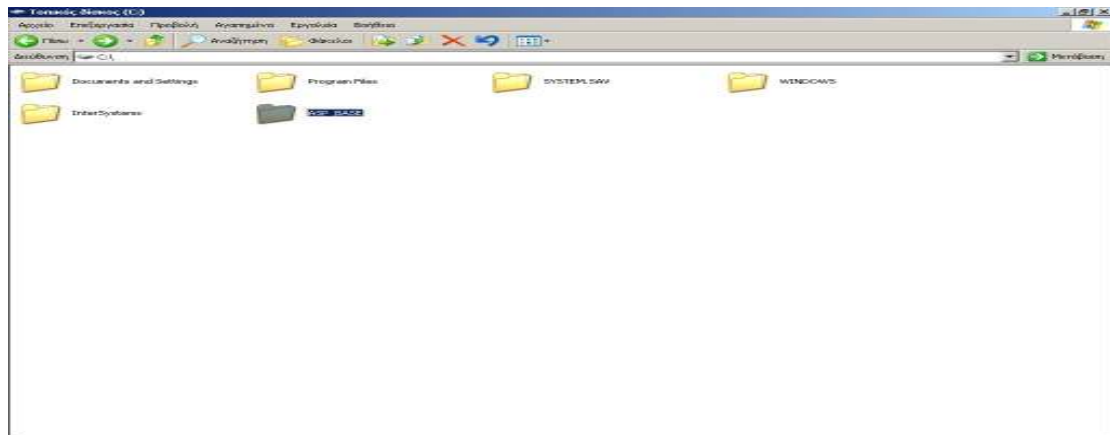 Τοπικός δίσκος (C:)
Αρχείο Επεξεργασία Προβολή Αγαπημένα Εργαλεία Βοήθεια
Πίσω Αναζήτηση Φάκελοι
Διεύθυνση C:\ Μετάβαση
Documents and Settings Program Files SYSTEM.SAV WINDOWS
InterSystems ASF_BASE